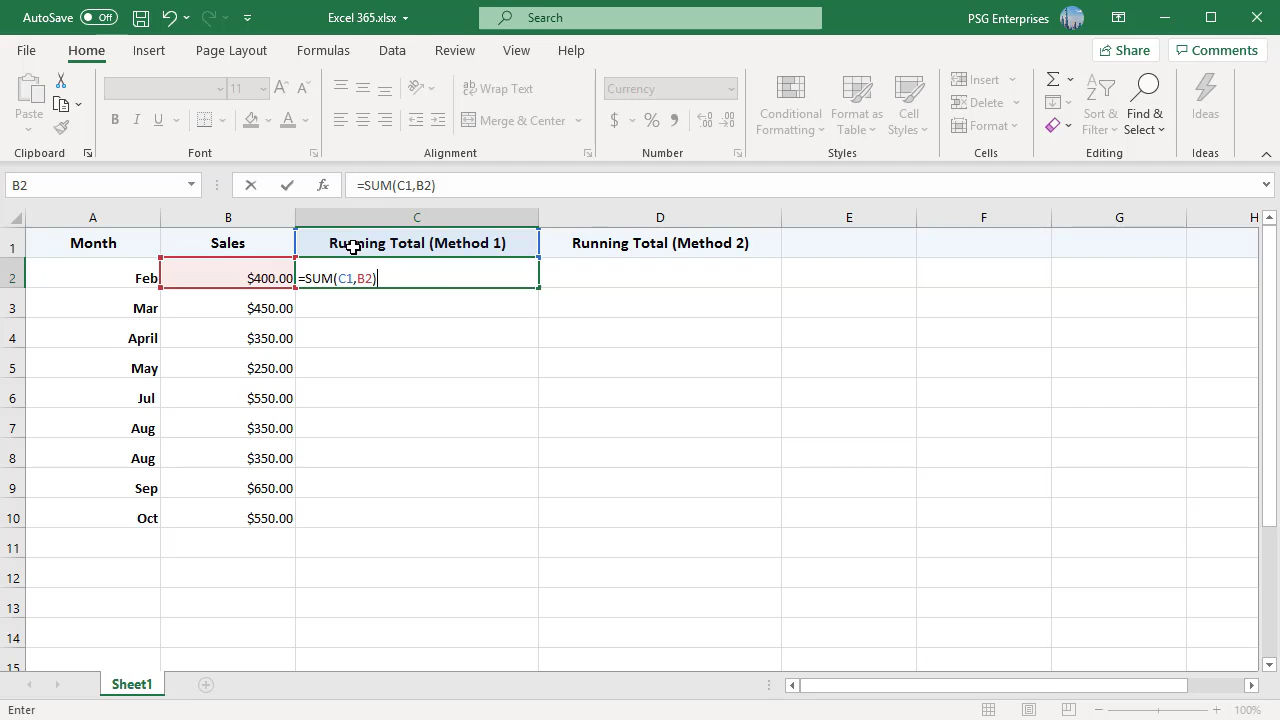 AutoSave Off Excel 365.xlsx Search PSG Enterprises
File Home Insert Page Layout Formulas Data Review View Help Share Comments
Paste 11 Wrap Text Currency Conditional Formatting Format as Table Cell Styles Insert Sort & Filter Find & Select Ideas
B I U A Merge & Center $ % Delete
Format
Clipboard Font Alignment Number Styles Cells Editing Ideas
B2 fx =SUM(C1,B2)
A B C D E F G H
1 Month Sales Running Total (Method 1) Running Total (Method 2)
2 Feb $400.00 =SUM(C1,B2)
3 Mar $450.00
4 April $350.00
5 May $250.00
6 Jul $550.00
7 Aug $350.00
8 Aug $350.00
9 Sep $650.00
10 Oct $550.00
11
12
13
14
15
Sheet1
Enter 100%